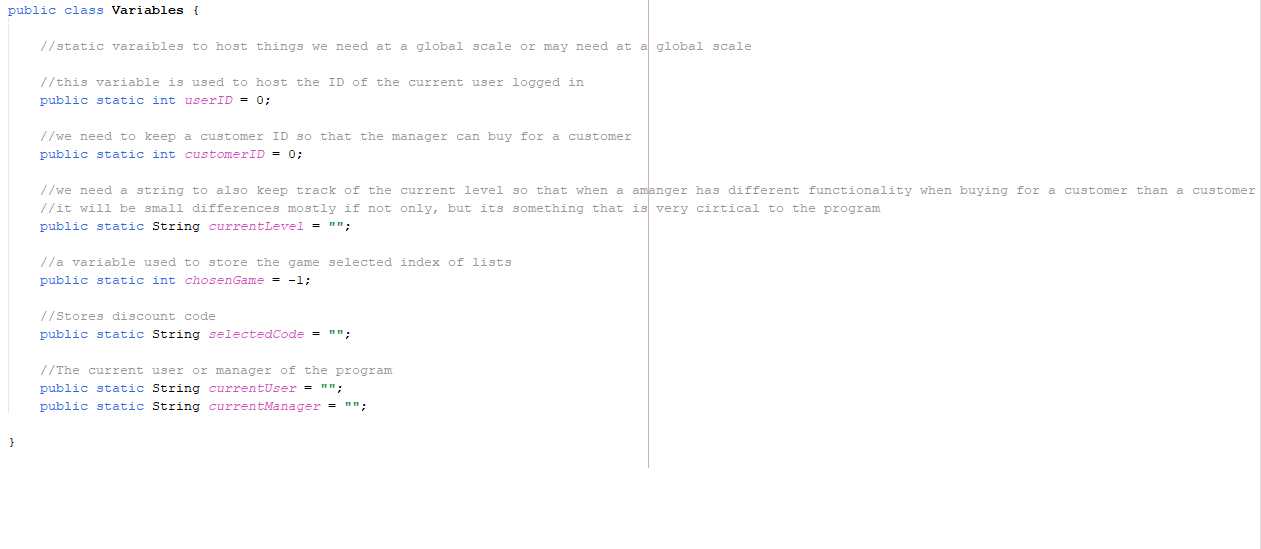 public class Variables {
//static varaibles to host things we need at a global scale or may need at a global scale
//this variable is used to host the ID of the current user logged in
public static int userID = 0;
//we need to keep a customer ID so that the manager can buy for a customer
public static int customerID = 0;
//we need a string to also keep track of the current level so that when a amanger has different functionality when buying for a customer than a customer
//it will be small differences mostly if not only, but its something that is very cirtical to the program
public static String currentLevel = "";
//a variable used to store the game selected index of lists
public static int chosenGame = -1;
//Stores discount code
public static String selectedCode = "";
//The current user or manager of the program
public static String currentUser = "";
public static String currentManager = "";
}